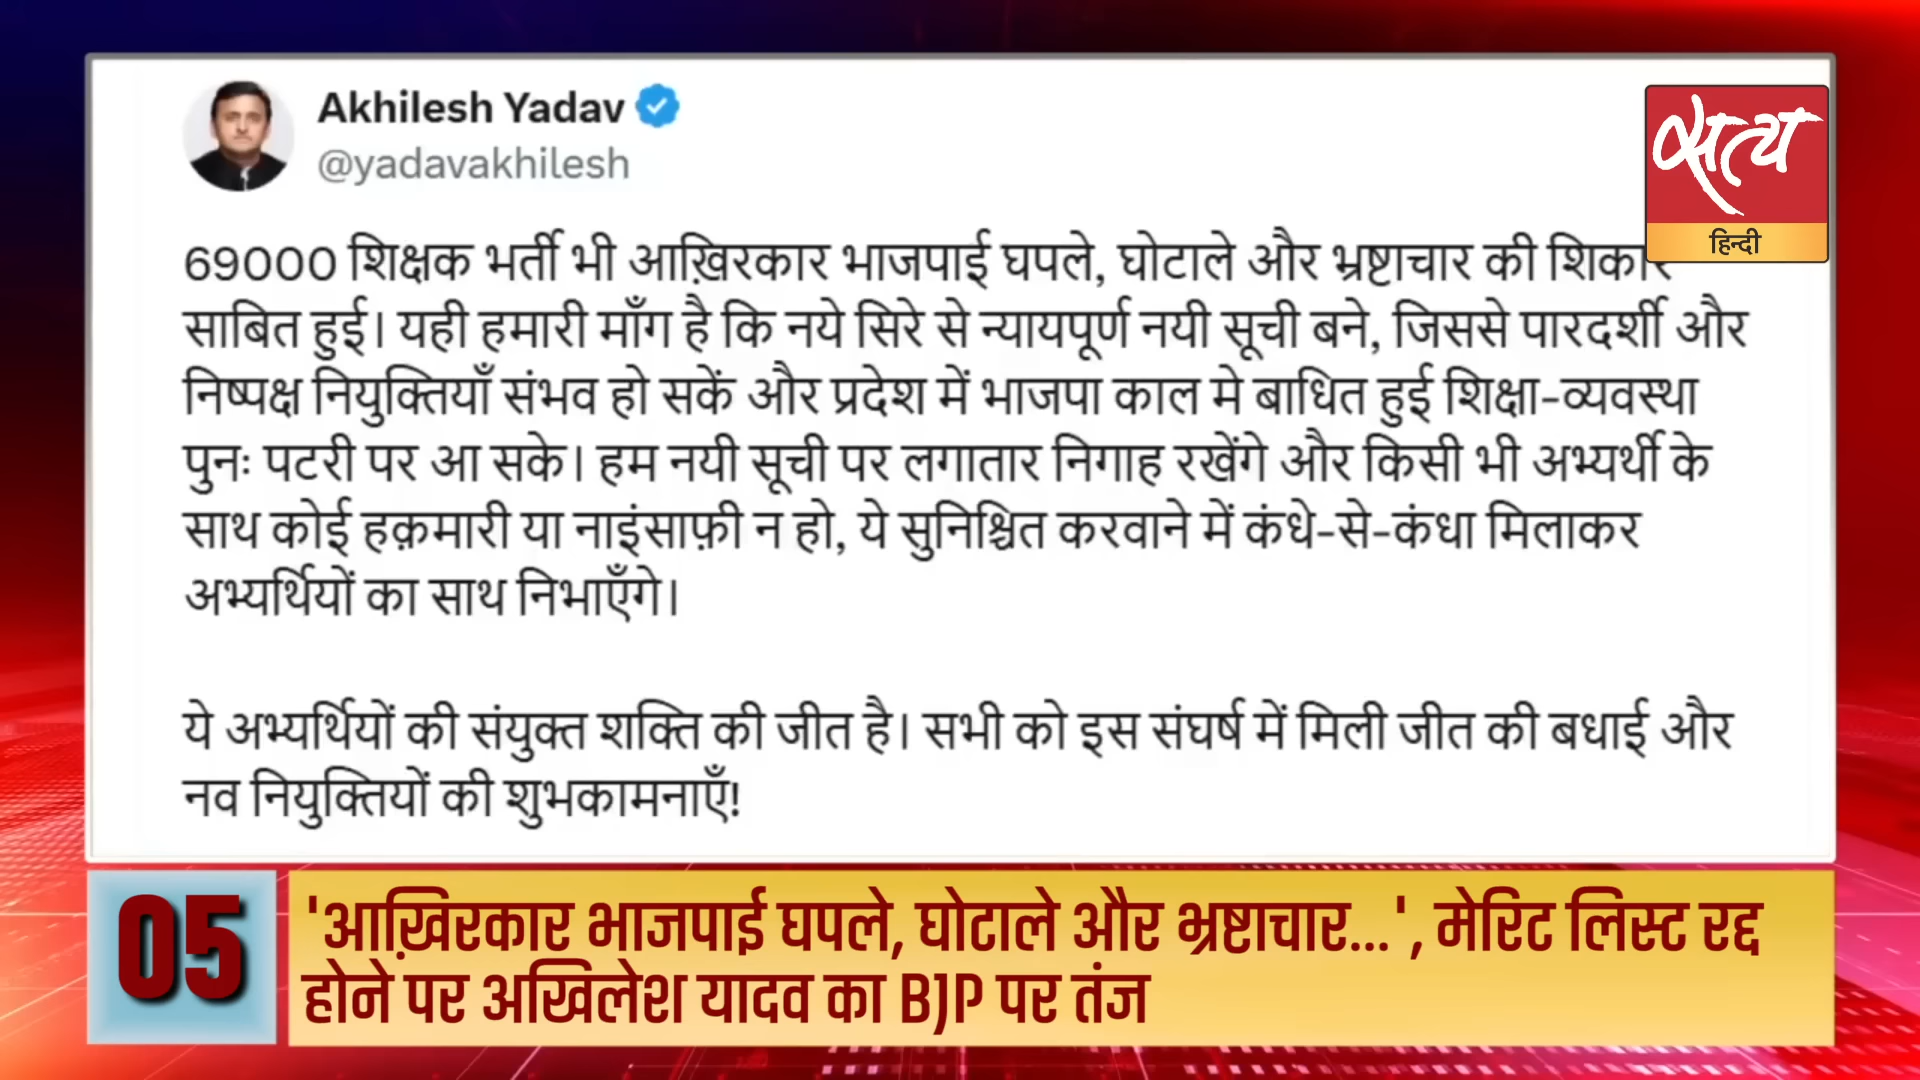 Akhilesh Yadav
@yadavakhilesh
सत्य
हिन्दी
69000 शिक्षक भर्ती भी आख़िरकार भाजपाई घपले, घोटाले और भ्रष्टाचार की शिकार
साबित हुई। यही हमारी माँग है कि नये सिरे से न्यायपूर्ण नयी सूची बने, जिससे पारदर्शी और
निष्पक्ष नियुक्तियाँ संभव हो सकें और प्रदेश में भाजपा काल मे बाधित हुई शिक्षा-व्यवस्था
पुनः पटरी पर आ सके। हम नयी सूची पर लगातार निगाह रखेंगे और किसी भी अभ्यर्थी के
साथ कोई हक़मारी या नाइंसाफ़ी न हो, ये सुनिश्चित करवाने में कंधे-से-कंधा मिलाकर
अभ्यर्थियों का साथ निभाएँगे।
ये अभ्यर्थियों की संयुक्त शक्ति की जीत है। सभी को इस संघर्ष में मिली जीत की बधाई और
नव नियुक्तियों की शुभकामनाएँ!
05
'आख़िरकार भाजपाई घपले, घोटाले और भ्रष्टाचार...', मेरिट लिस्ट रद्द
होने पर अखिलेश यादव का BJP पर तंज